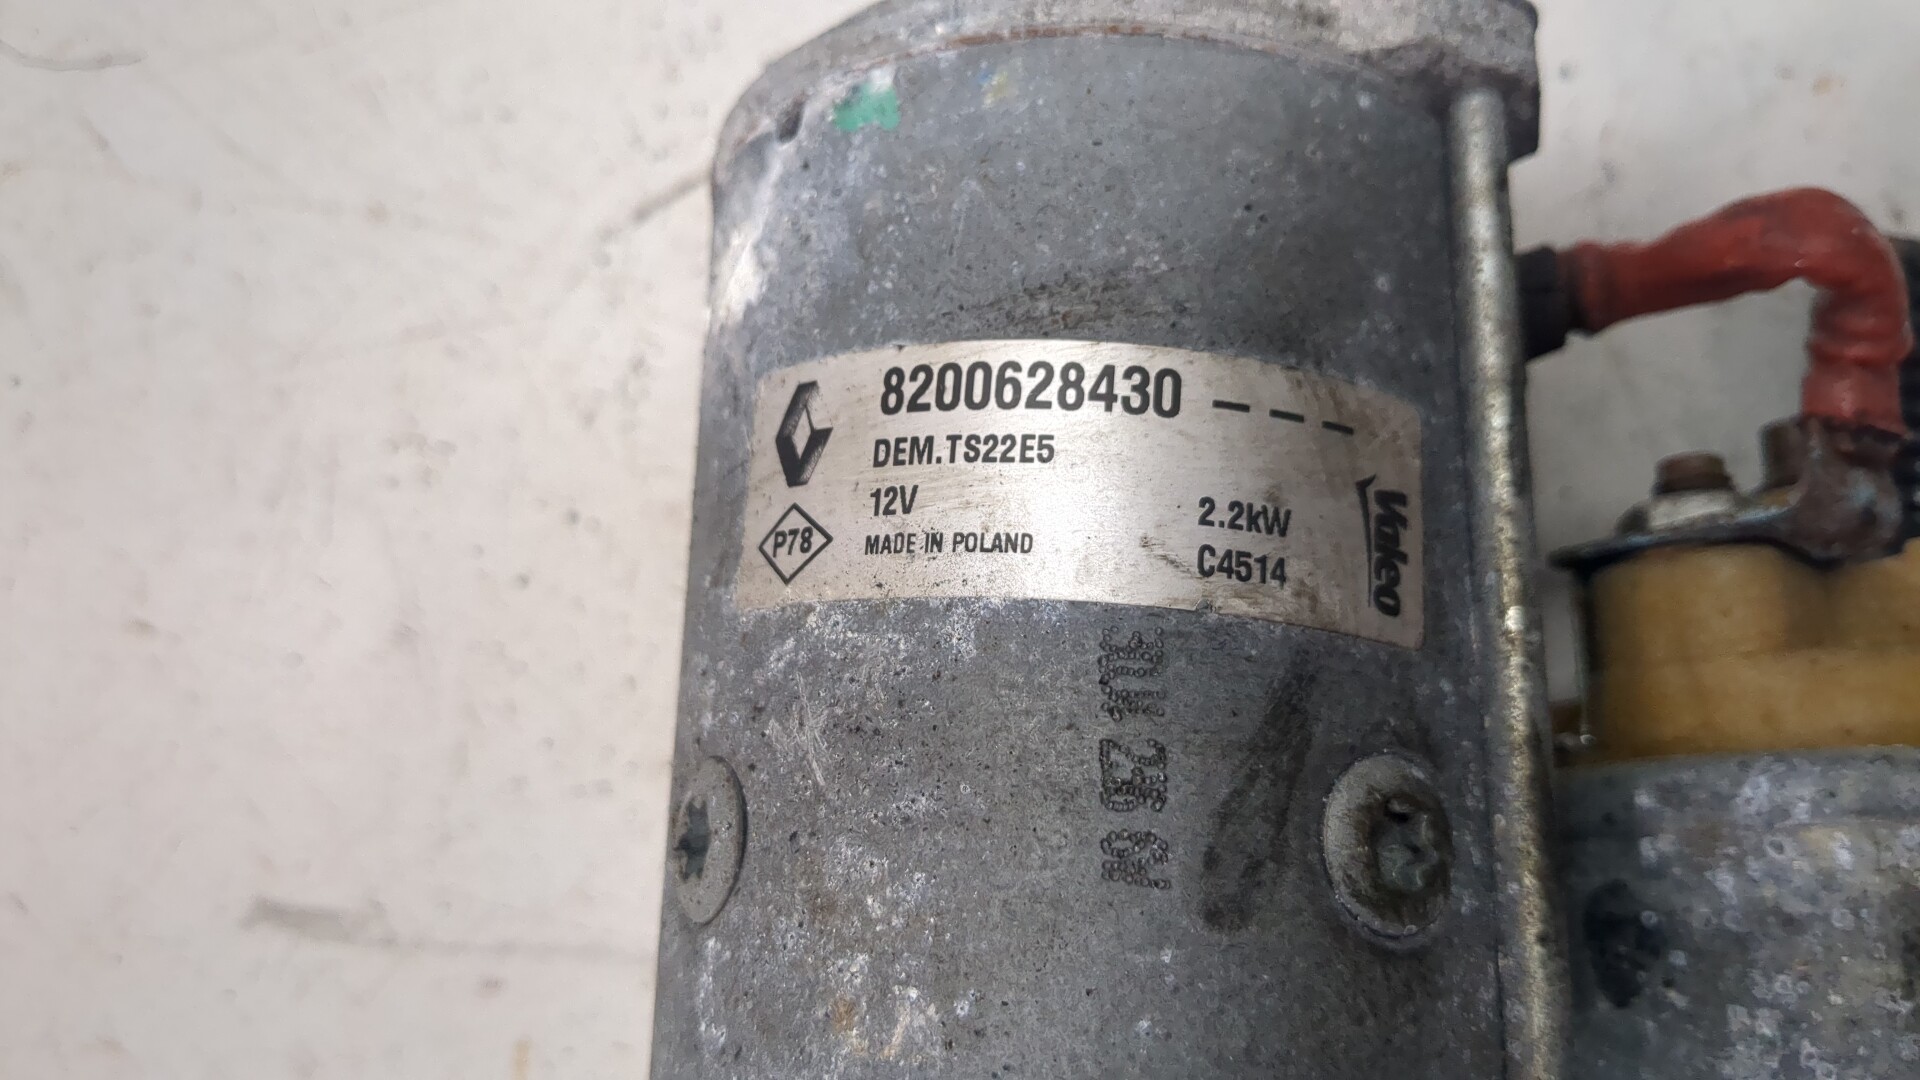 8200628430 ---
DEM.TS22E5
12V
2.2kW
P78
MADE IN POLAND
C4514
Valeo